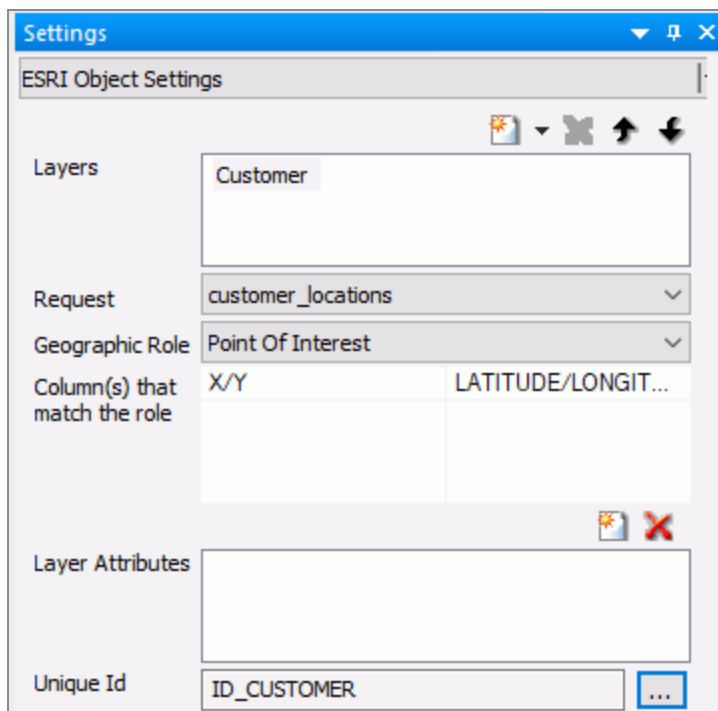 Settings
ESRI Object Settings
Layers
Customer
Request
customer_locations
Geographic Role
Point Of Interest
Column(s) that
match the role
X/Y
LATITUDE/LONGIT...
Layer Attributes
Unique Id
ID_CUSTOMER
...